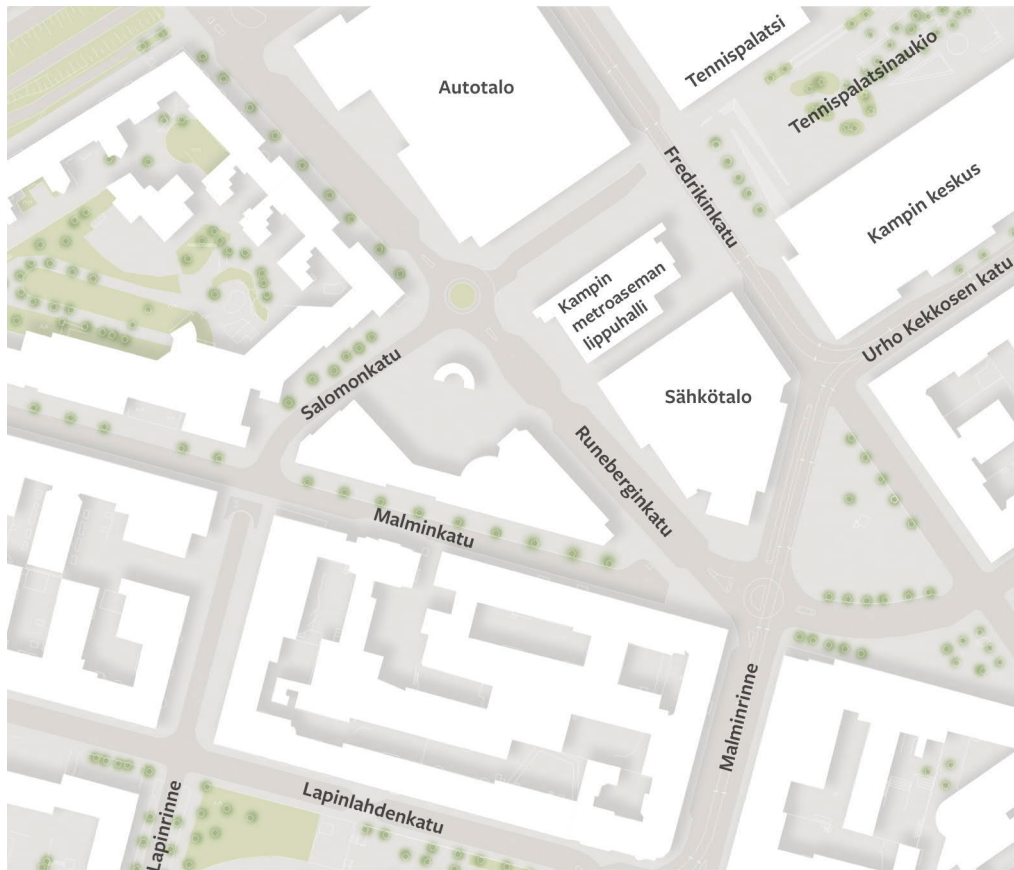 Tennispalatsi
Tennispalatsinaukio
Autotalo
Fredrikinkatu
Kampin keskus
Kampin
metroaseman
lippuhalli
Urho Kekkosen katu
Salomonkatu
Sähkötalo
Runeberginkatu
Malminkatu
Malminrinne
Lapinlahdenkatu
Lapinrinne